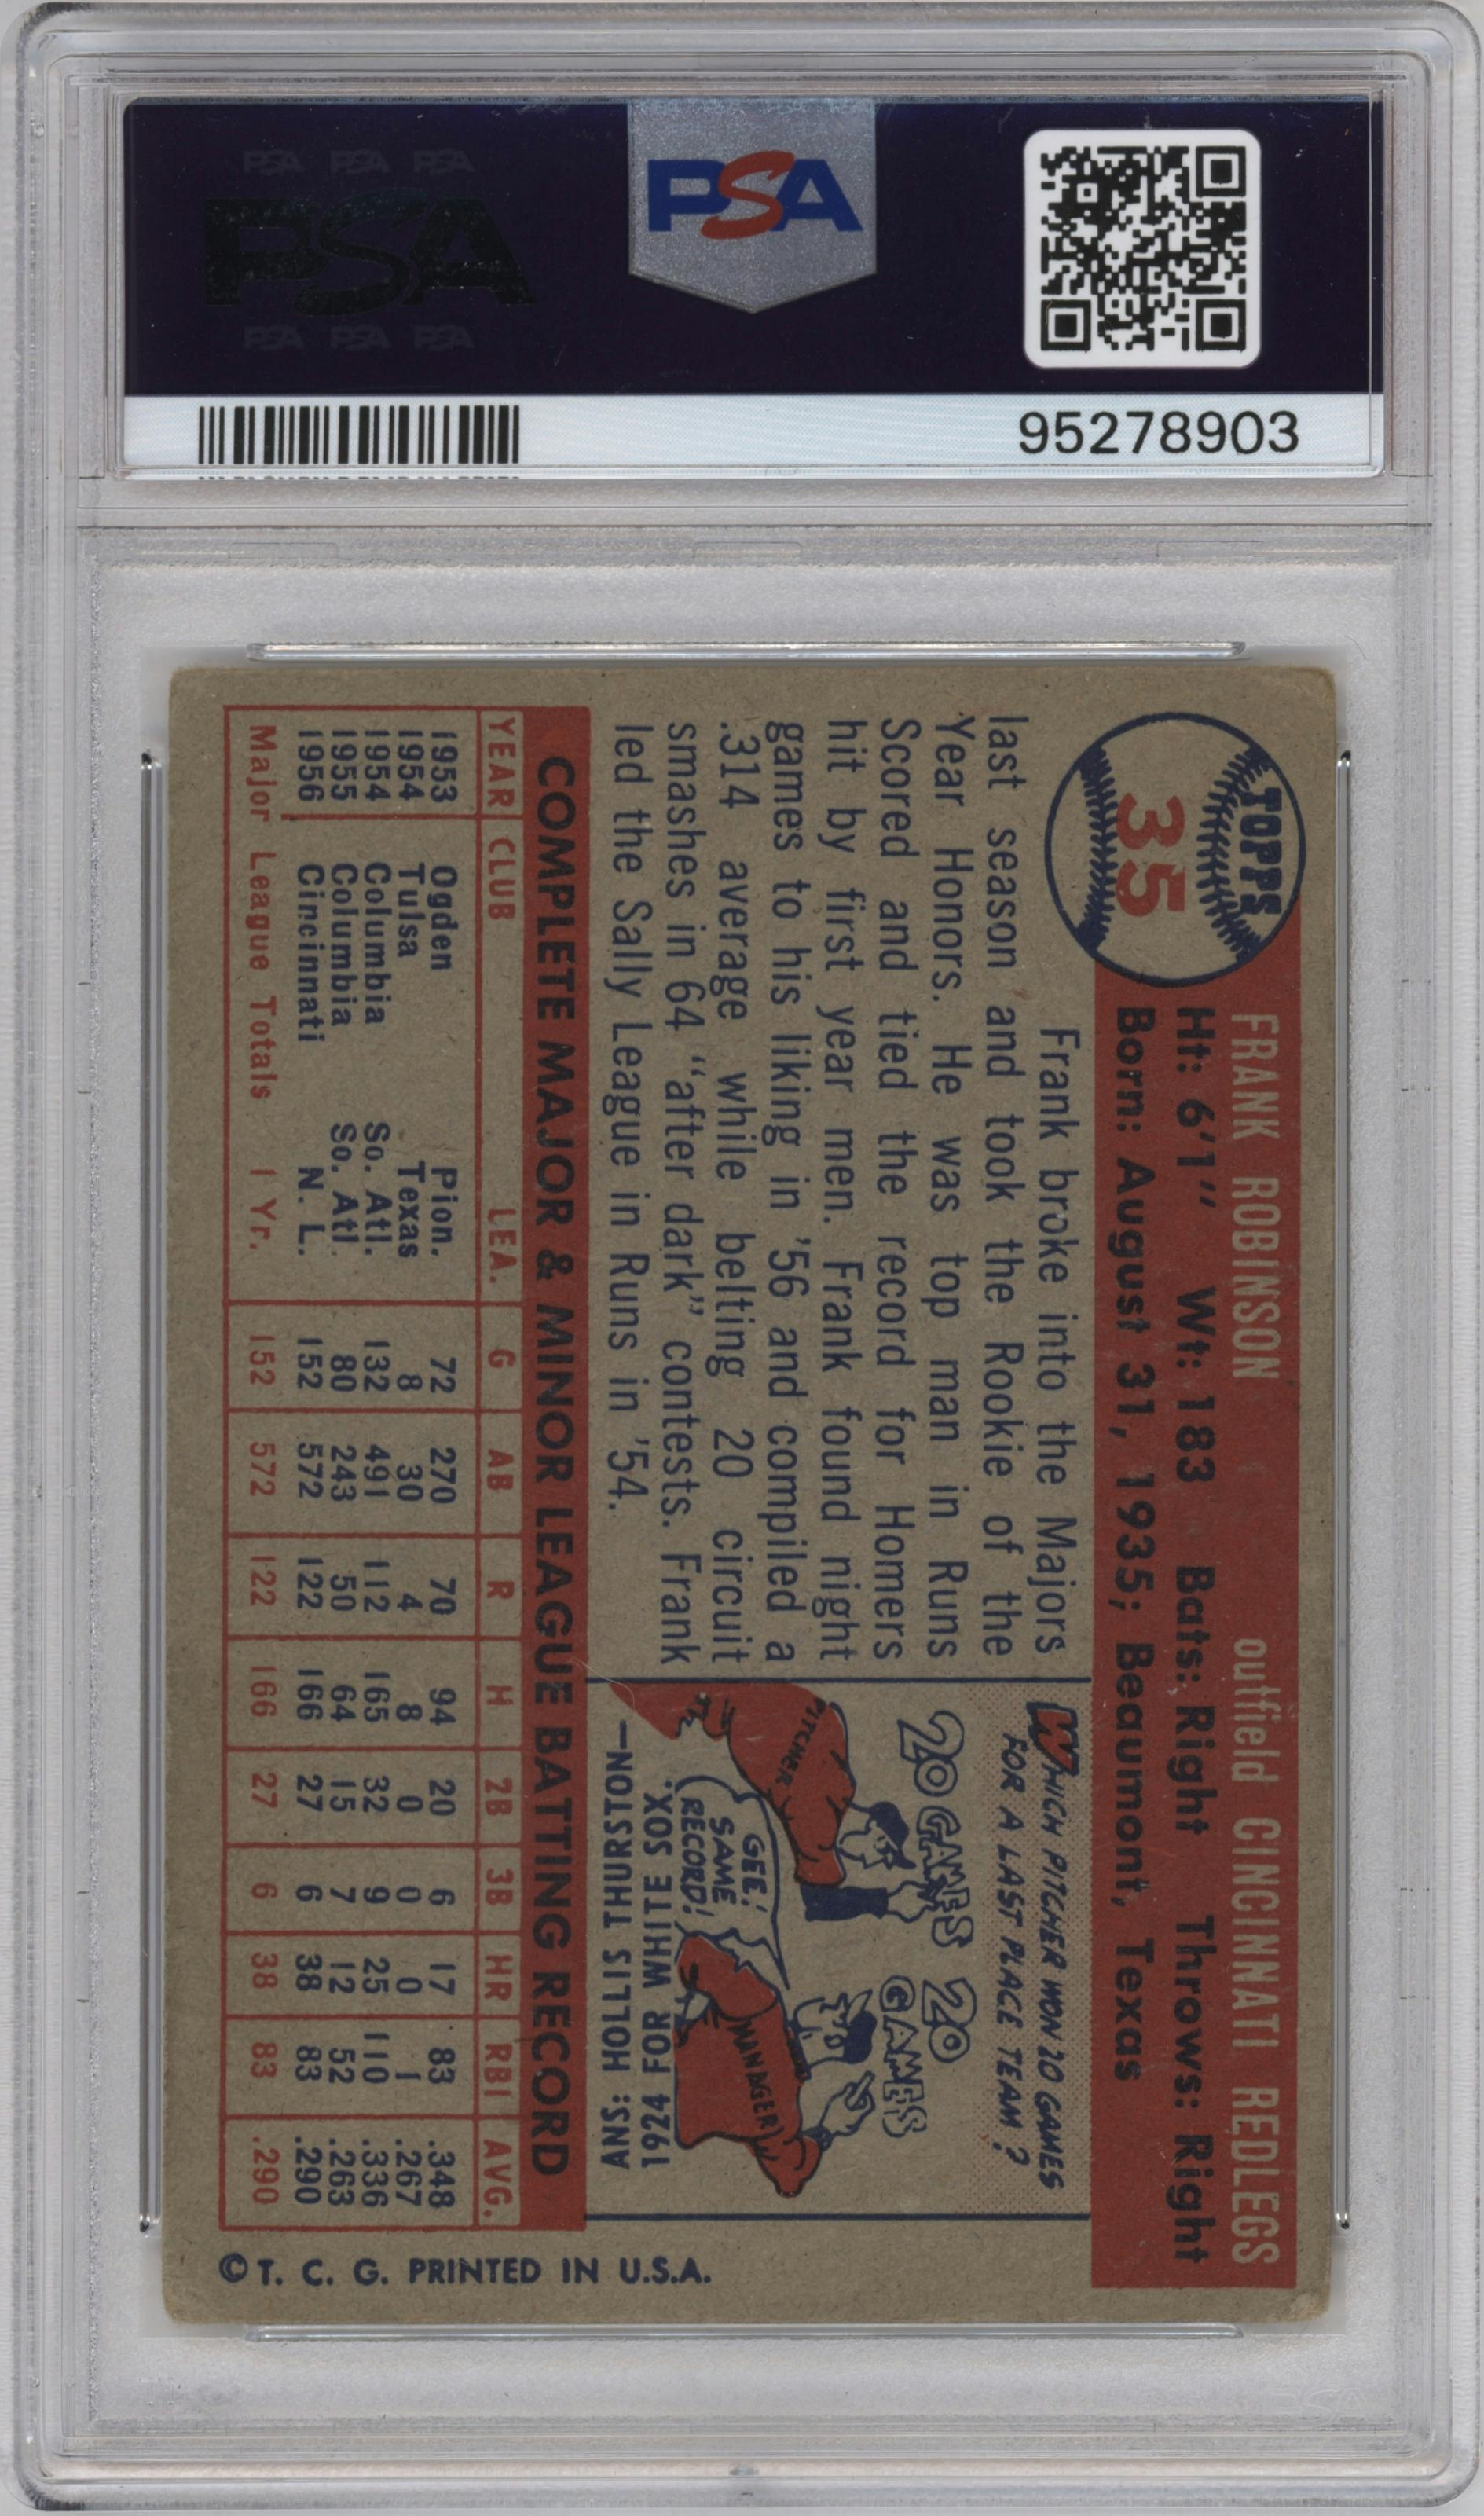 PSA PSA PSA
PSA
PSA PSA PSA
PSA
95278903
TOPPS
35
FRANK ROBINSON outfield CINCINNATI REDLEGS
Ht: 6'1" Wt: 183 Bats: Right Throws: Right
Born: August 31, 1935; Beaumont, Texas
Frank broke into the Majors
last season and took the Rookie of the
Year Honors. He was top man in Runs
Scored and tied the record for Homers
hit by first year men. Frank found night
games to his liking in '56 and compiled a
.314 average while belting 20 circuit
smashes in 64 "after dark" contests. Frank
led the Sally League in Runs in '54.
WHICH PITCHER WON 20 GAMES
FOR A LAST PLACE TEAM?
20 GAMES
20 GAMES
PITCHER
MANAGER
GEE!
SAME
RECORD!
ANS: HOLLIS THURSTON—
1924 FOR WHITE SOX.
COMPLETE MAJOR & MINOR LEAGUE BATTING RECORD
YEAR CLUB LEA. G AB R H 2B 3B HR RBI AVG.
1953 Ogden Pion. 72 270 70 94 20 6 17 83 .348
1954 Tulsa Texas 8 30 4 8 0 0 0 1 .267
1954 Columbia So. Atl. 132 491 112 165 32 9 25 110 .336
1955 Columbia So. Atl. 80 243 50 64 15 7 12 52 .263
1956 Cincinnati N. L. 152 572 122 166 27 6 38 83 .290
Major League Totals 1 Yr. 152 572 122 166 27 6 38 83 .290
©T. C. G. PRINTED IN U.S.A.
PSA